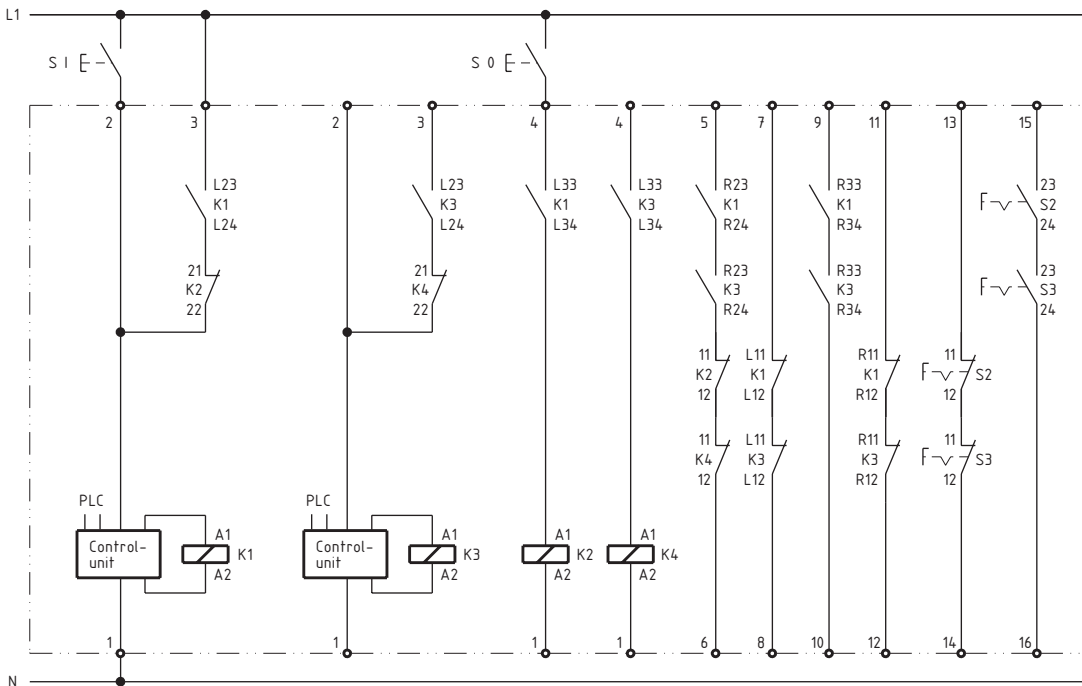 L1
S I
S 0
2 3 2 3 4 4 5 7 9 11 13 15
L23 L23 L33 L33 R23 R33 23
K1 K3 K1 K3 K1 K1 S2
L24 L24 L34 L34 R24 R34 24
21 21 R23 R33 23
K2 K4 K3 K3 S3
22 22 R24 R34 24
11 L11 R11 11
K2 K1 K1 S2
12 L12 R12 12
11 L11 R11 11
K4 K3 K3 S3
12 L12 R12 12
PLC PLC
Control- A1 Control- A1 A1 A1
unit K1 unit K3 K2 K4
A2 A2 A2 A2
1 1 1 1 6 8 10 12 14 16
N